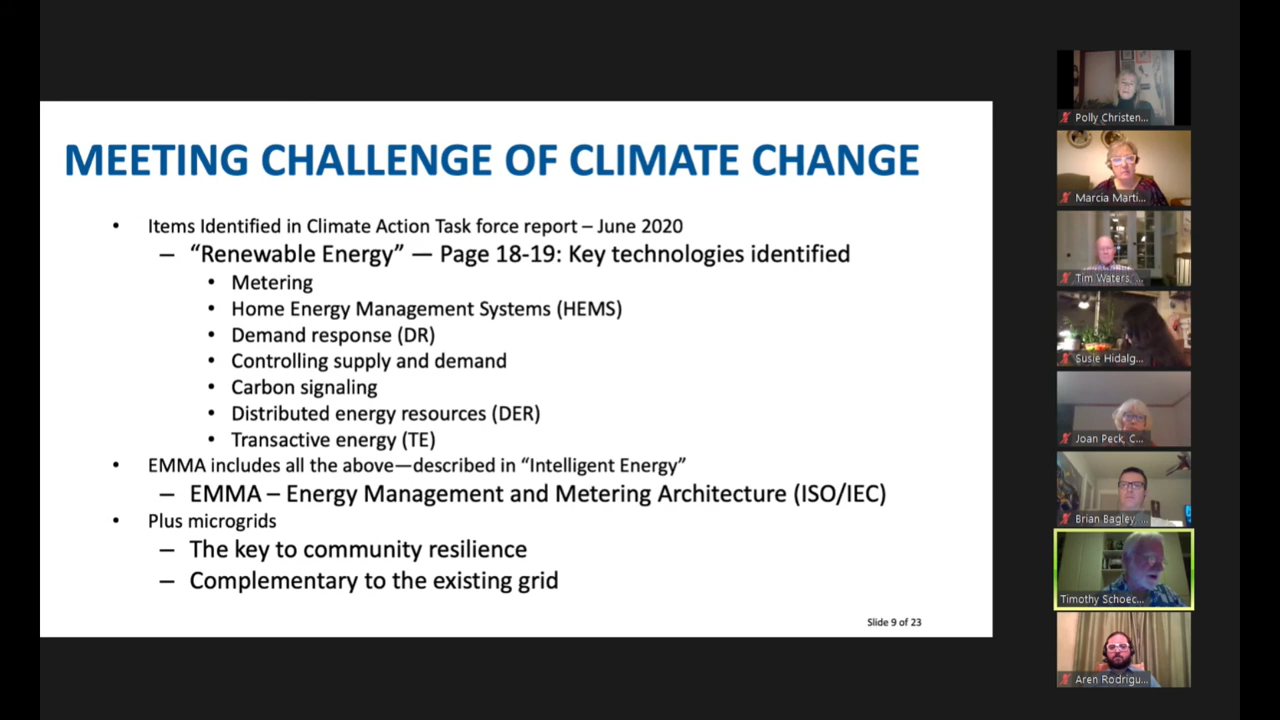 MEETING CHALLENGE OF CLIMATE CHANGE
• Items Identified in Climate Action Task force report – June 2020
– “Renewable Energy” — Page 18-19: Key technologies identified
• Metering
• Home Energy Management Systems (HEMS)
• Demand response (DR)
• Controlling supply and demand
• Carbon signaling
• Distributed energy resources (DER)
• Transactive energy (TE)
• EMMA includes all the above—described in “Intelligent Energy”
– EMMA – Energy Management and Metering Architecture (ISO/IEC)
• Plus microgrids
– The key to community resilience
– Complementary to the existing grid
Slide 9 of 23
Polly Christen...
Marcia Marti...
Tim Waters, ...
Susie Hidalg...
Joan Peck, C...
Brian Bagley, ...
Timothy Schoec...
Aren Rodrigu...